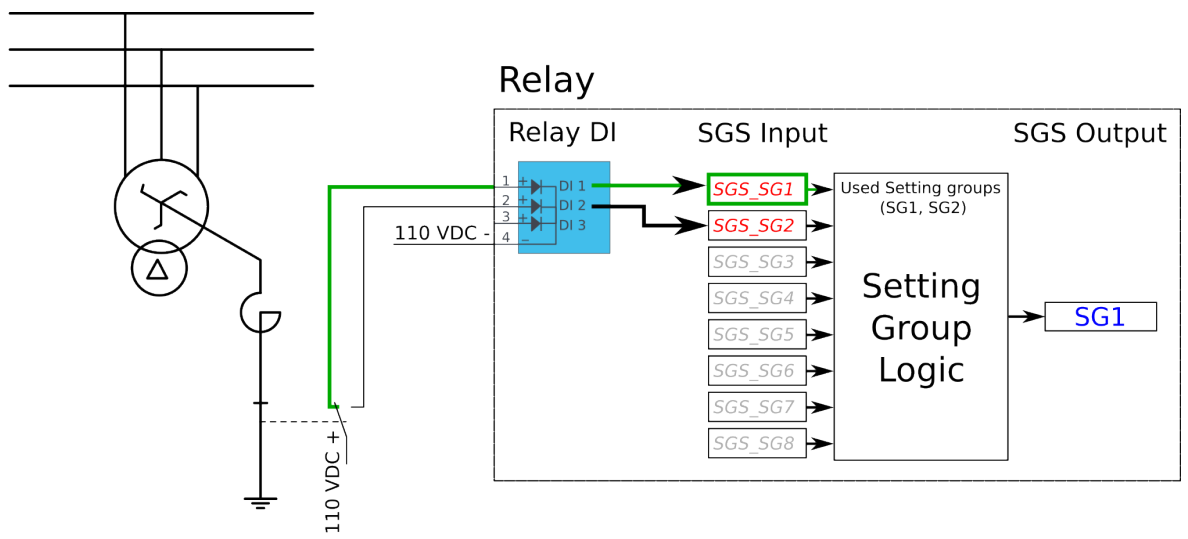 Relay
Relay DI
SGS Input
SGS Output
1 +
2 +
3 +
4 −
DI 1
DI 2
DI 3
110 VDC -
110 VDC +
SGS_SG1
SGS_SG2
SGS_SG3
SGS_SG4
SGS_SG5
SGS_SG6
SGS_SG7
SGS_SG8
Used Setting groups
(SG1, SG2)
Setting
Group
Logic
SG1